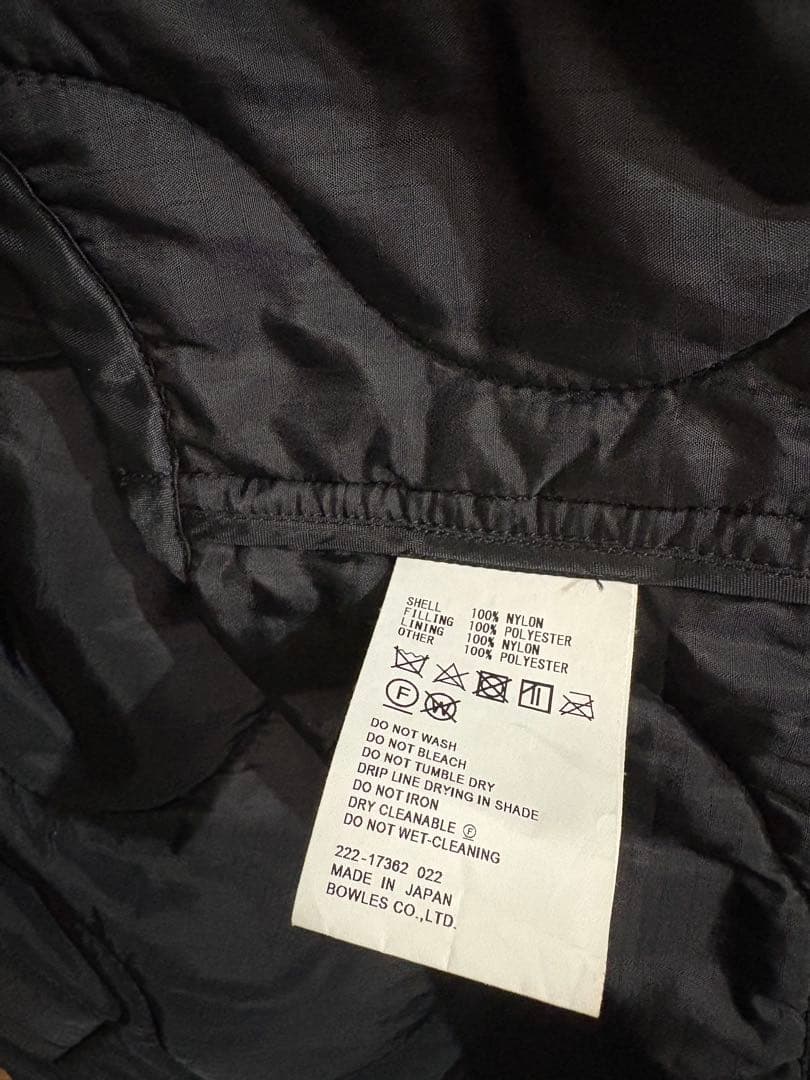 SHELL 100% NYLON
FILLING 100% POLYESTER
LINING 100% NYLON
OTHER 100% POLYESTER
F W
DO NOT WASH
DO NOT BLEACH
DO NOT TUMBLE DRY
DRIP LINE DRYING IN SHADE
DO NOT IRON
DRY CLEANABLE Ⓕ
DO NOT WET-CLEANING
222-17362 022
MADE IN JAPAN
BOWLES CO.,LTD.